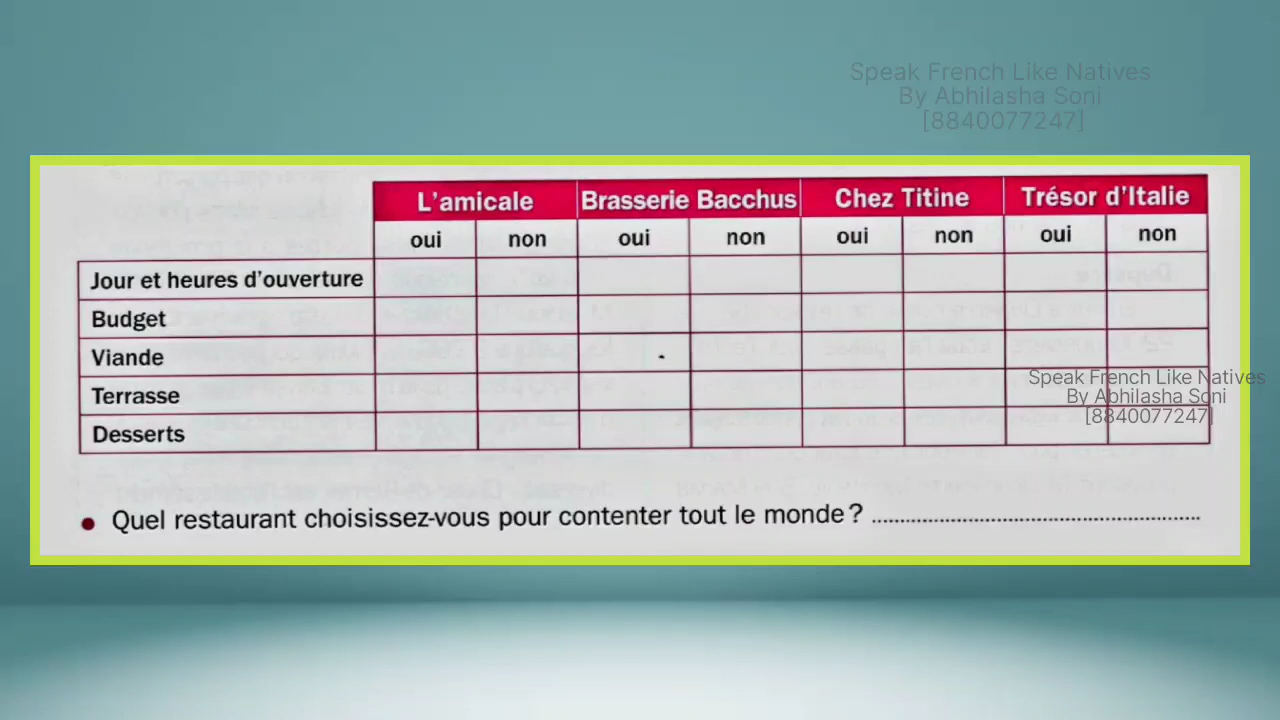 Speak French Like Natives
By Abhilasha Soni
[8840077247]
L'amicale Brasserie Bacchus Chez Titine Trésor d'Italie
oui non oui non oui non oui non
Jour et heures d'ouverture
Budget
Viande
Terrasse
Desserts
Speak French Like Natives
By Abhilasha Soni
[8840077247]
• Quel restaurant choisissez-vous pour contenter tout le monde ? ........................................